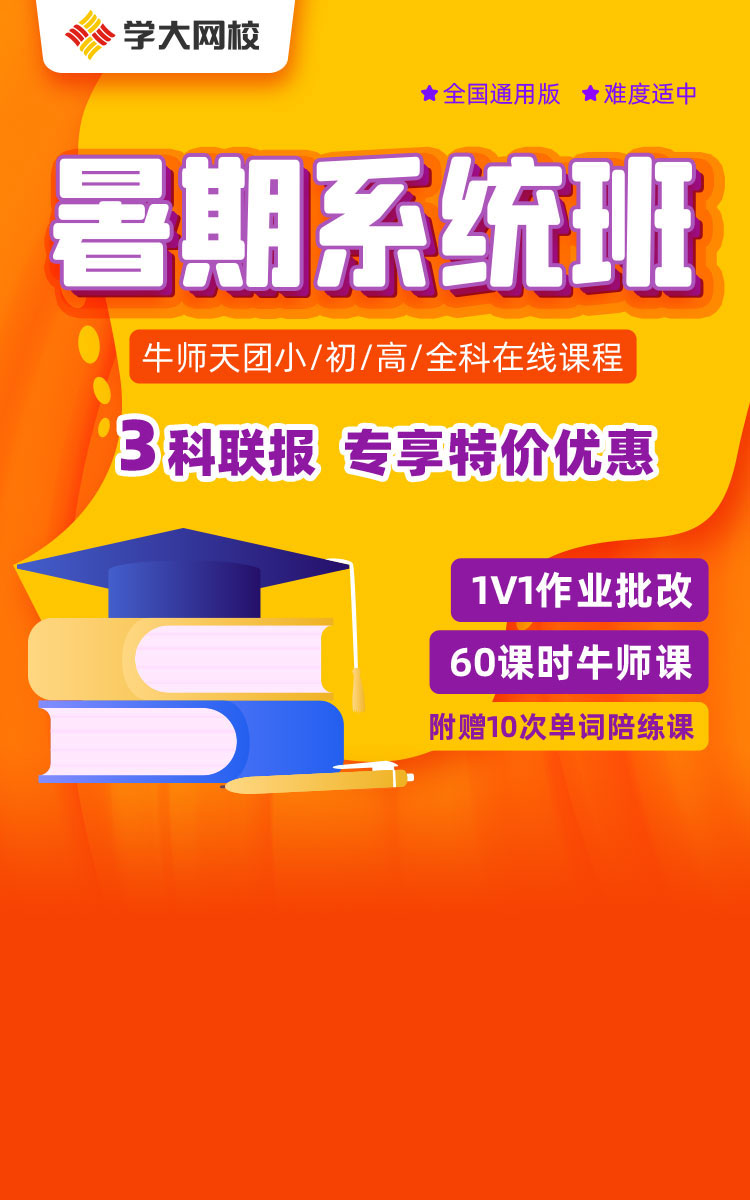 学大网校
全国通用版 难度适中
暑期系统班
牛师天团小/初/高/全科在线课程
3科联报 专享特价优惠
1V1作业批改
60课时牛师课
附赠10次单词陪练课